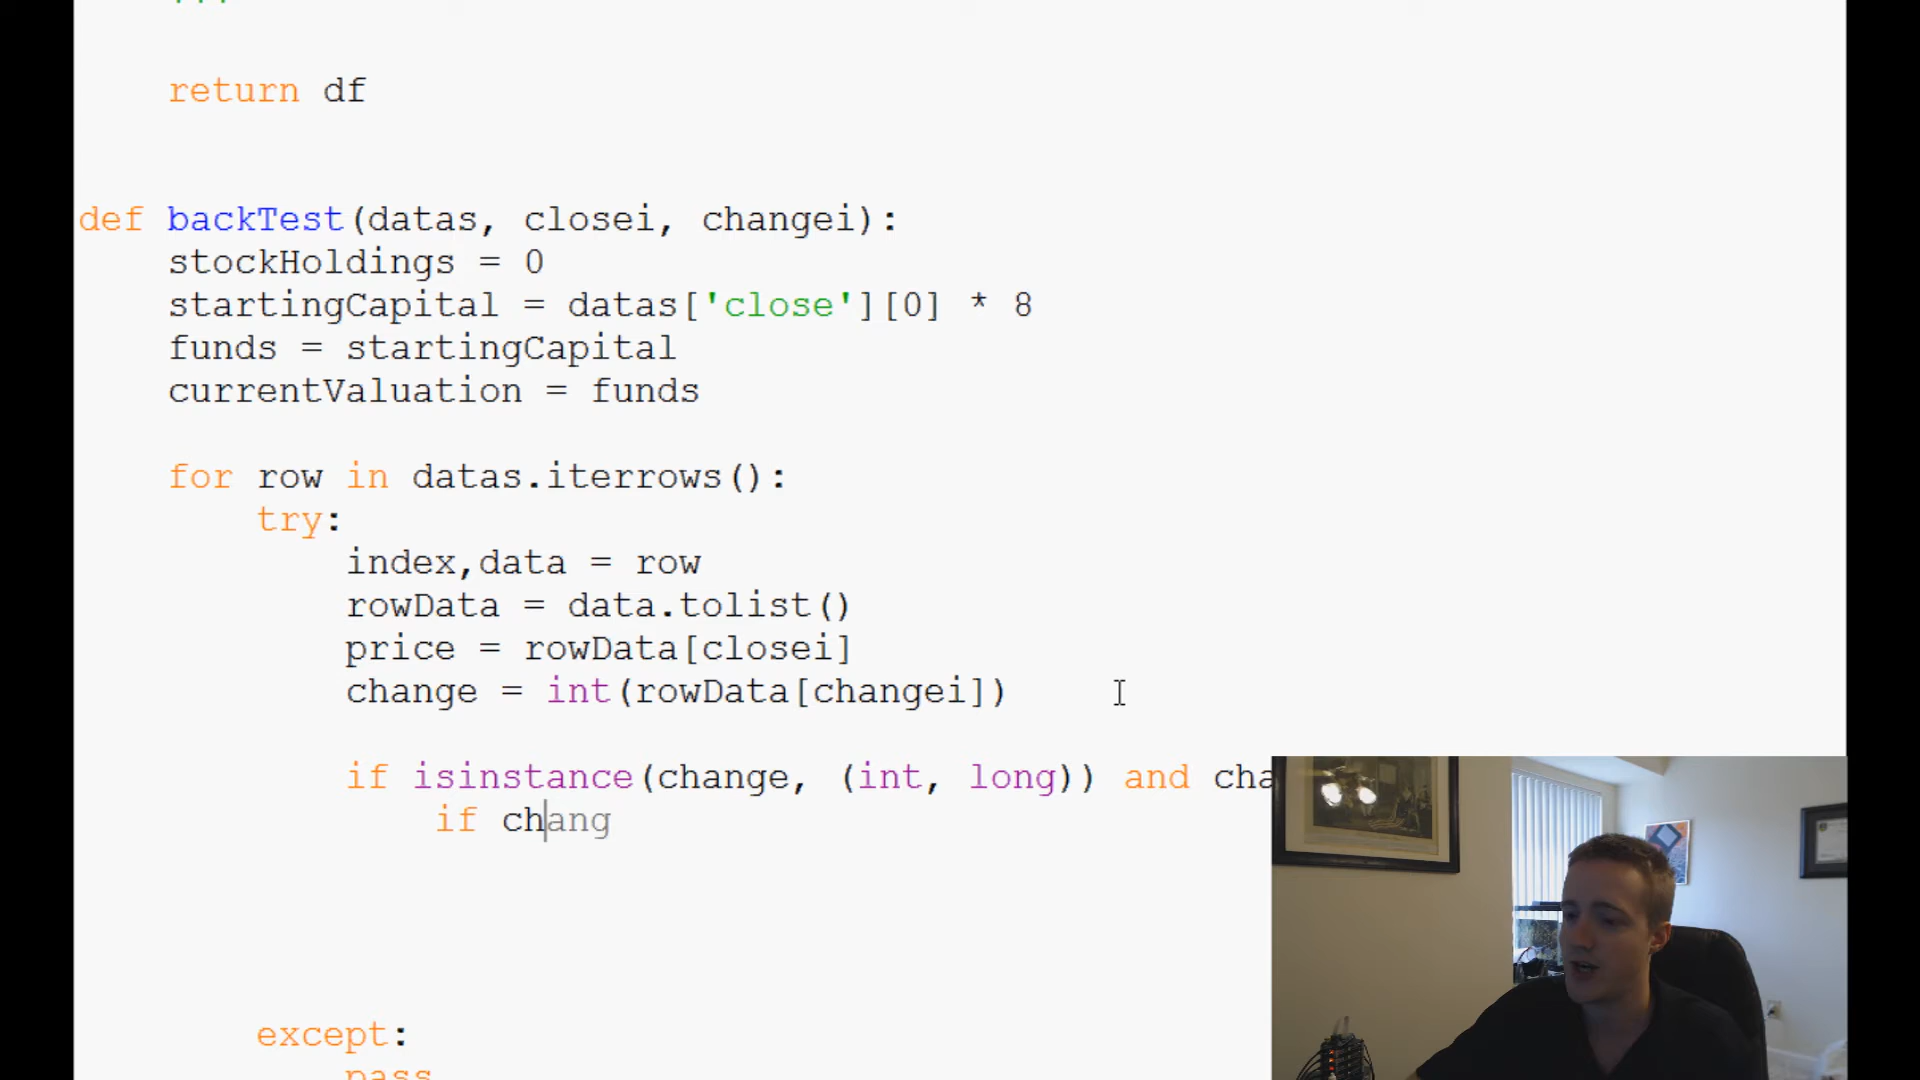 return df
def backTest(datas, closei, changei):
stockHoldings = 0
startingCapital = datas['close'][0] * 8
funds = startingCapital
currentValuation = funds
for row in datas.iterrows():
try:
index,data = row
rowData = data.tolist()
price = rowData[closei]
change = int(rowData[changei])
if isinstance(change, (int, long)) and cha
if chang
except:
pass